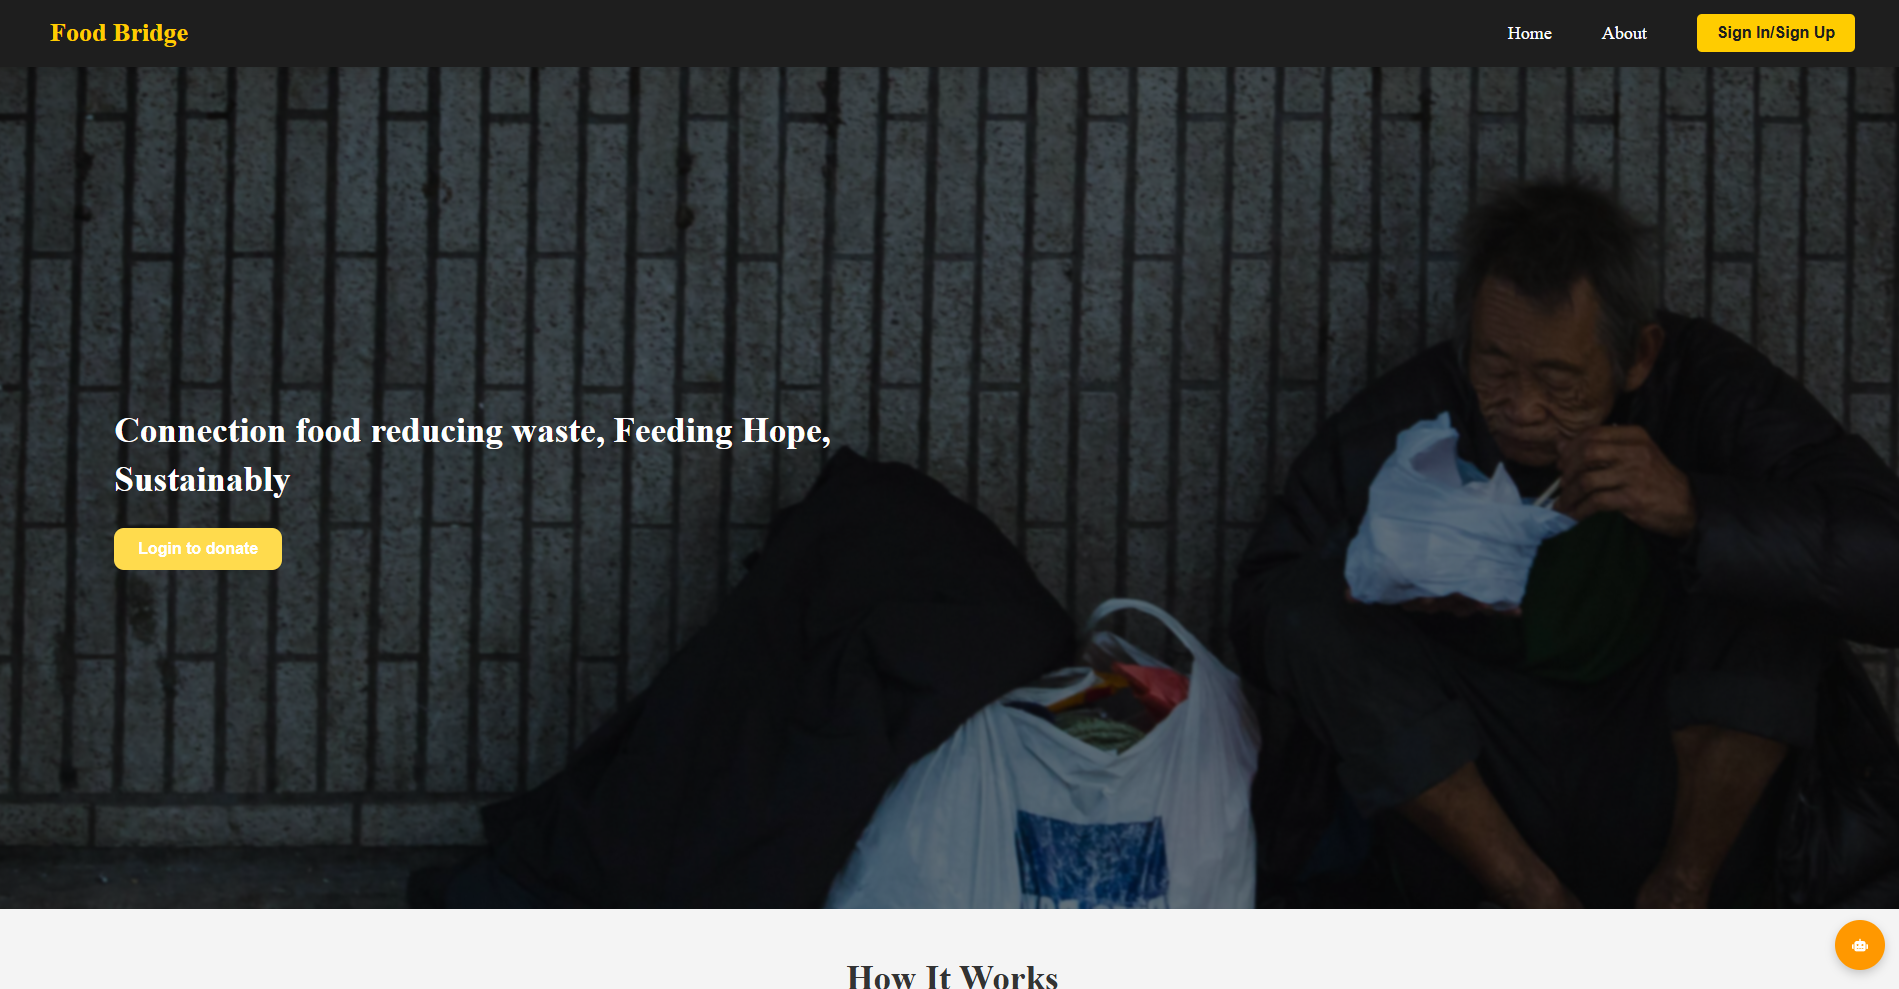 Food Bridge
Home
About
Sign In/Sign Up
Connection food reducing waste, Feeding Hope,
Sustainably
Login to donate
How It Works